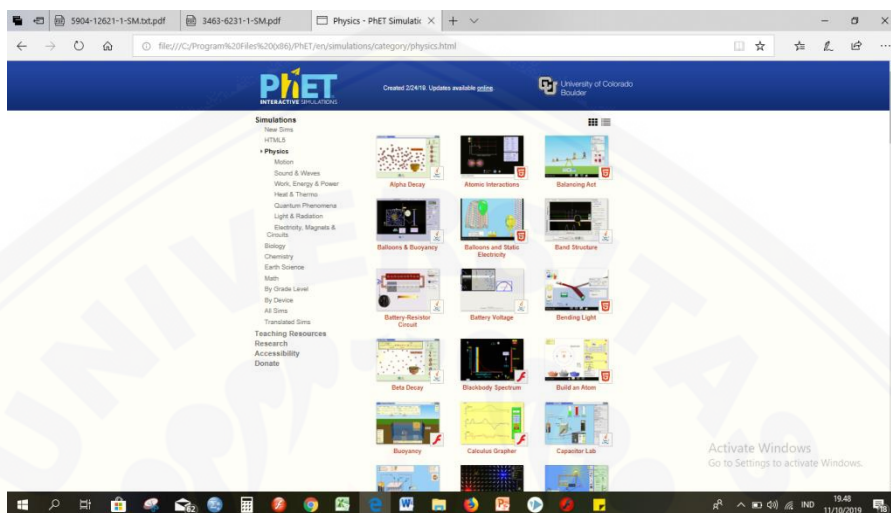 5904-12621-1-SM.txt.pdf
3463-6231-1-SM.pdf
Physics - PhET Simulatic
file:///C:/Program%20Files%20(x86)/PhET/en/simulations/category/physics.html
PhET
INTERACTIVE SIMULATIONS
Created 2/24/19. Updates available online.
University of Colorado
Boulder
Simulations
New Sims
HTML5
Physics
Motion
Sound & Waves
Work, Energy & Power
Heat & Thermo
Quantum Phenomena
Light & Radiation
Electricity, Magnets &
Circuits
Biology
Chemistry
Earth Science
Math
By Grade Level
By Device
All Sims
Translated Sims
Teaching Resources
Research
Accessibility
Donate
Alpha Decay
Atomic Interactions
Balancing Act
Balloons & Buoyancy
Balloons and Static
Electricity
Band Structure
Battery-Resistor
Circuit
Battery Voltage
Bending Light
Beta Decay
Blackbody Spectrum
Build an Atom
Buoyancy
Calculus Grapher
Capacitor Lab
Activate Windows
Go to Settings to activate Windows.
62
IND
19.48
11/10/2019
UNIVERSITAS